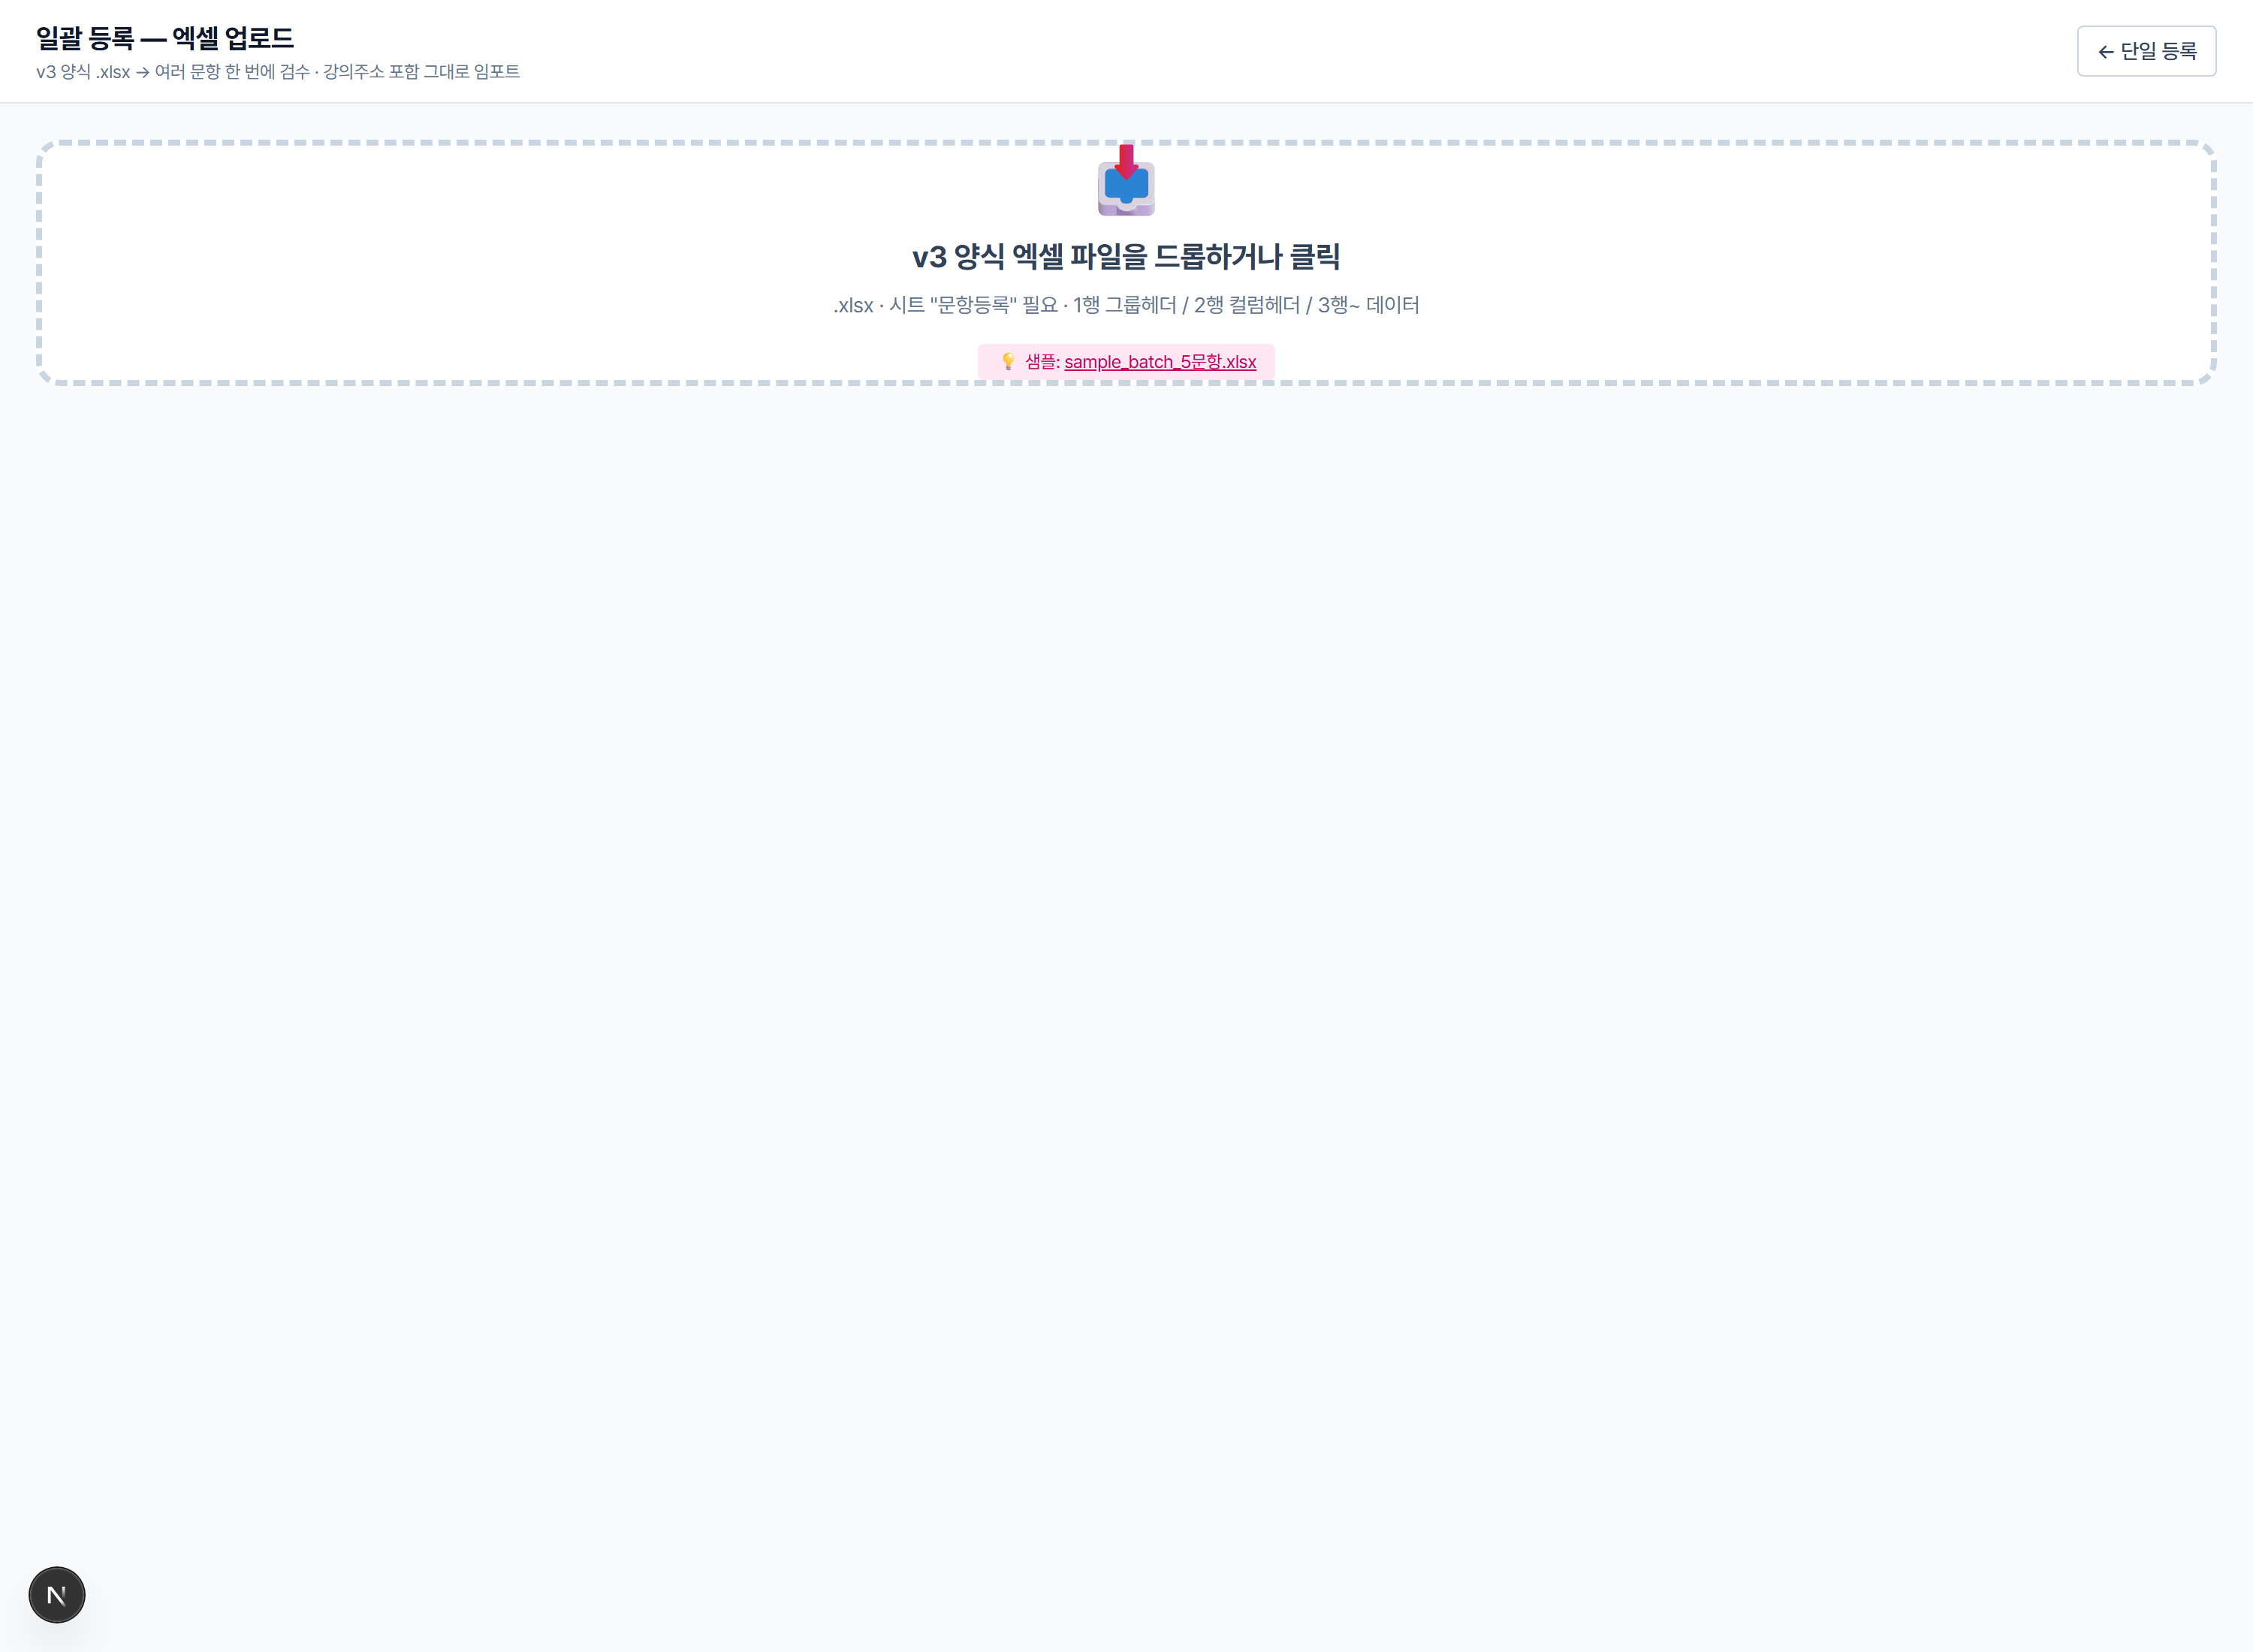 일괄 등록 — 엑셀 업로드
v3 양식 .xlsx → 여러 문항 한 번에 검수 · 강의주소 포함 그대로 임포트
← 단일 등록
v3 양식 엑셀 파일을 드롭하거나 클릭
.xlsx · 시트 "문항등록" 필요 · 1행 그룹헤더 / 2행 컬럼헤더 / 3행~ 데이터
💡 샘플: sample_batch_5문항.xlsx
N